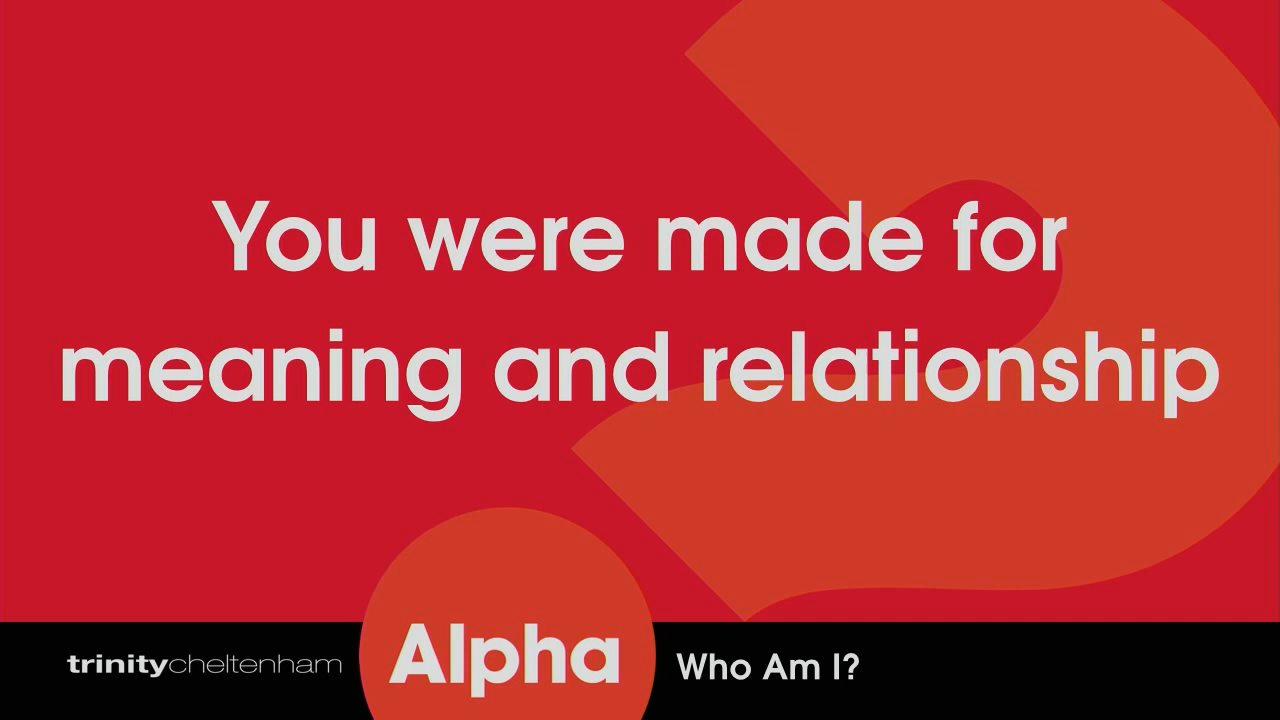 You were made for
meaning and relationship
trinitycheltenham
Alpha
Who Am I?